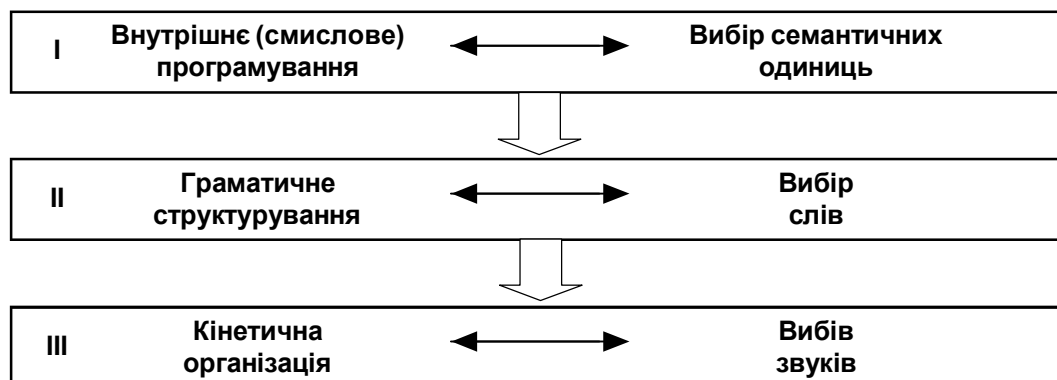 I Внутрішнє (смислове) Вибір семантичних
програмування одиниць
II Граматичне Вибір
структурування слів
III Кінетична Вибів
організація звуків